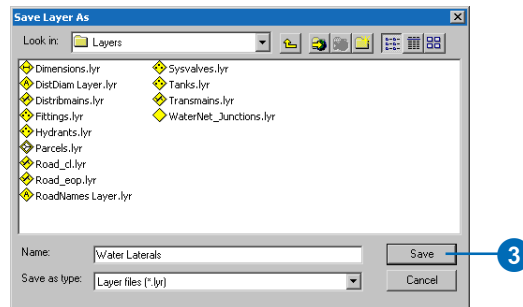 Save Layer As
Look in: Layers
Dimensions.lyr
DistDiam Layer.lyr
Distribmains.lyr
Fittings.lyr
Hydrants.lyr
Parcels.lyr
Road_cl.lyr
Road_eop.lyr
RoadNames Layer.lyr
Sysvalves.lyr
Tanks.lyr
Transmains.lyr
WaterNet_Junctions.lyr
Name: Water Laterals Save 3
Save as type: Layer files (*.lyr) Cancel